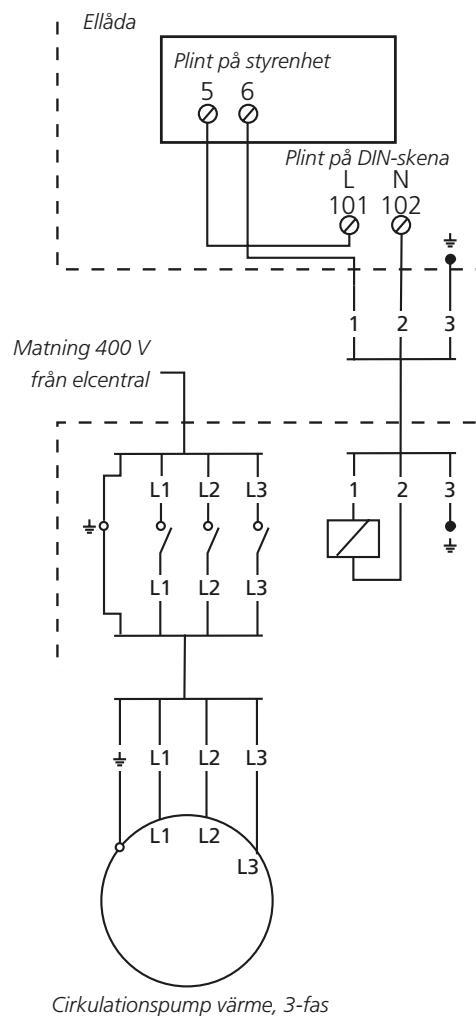 Ellåda
Plint på styrenhet
5 6
Plint på DIN-skena
L N
101 102
1 2 3
Matning 400 V
från elcentral
L1 L2 L3
1 2 3
L1 L2 L3
L1 L2 L3
L1 L2
L3
Cirkulationspump värme, 3-fas